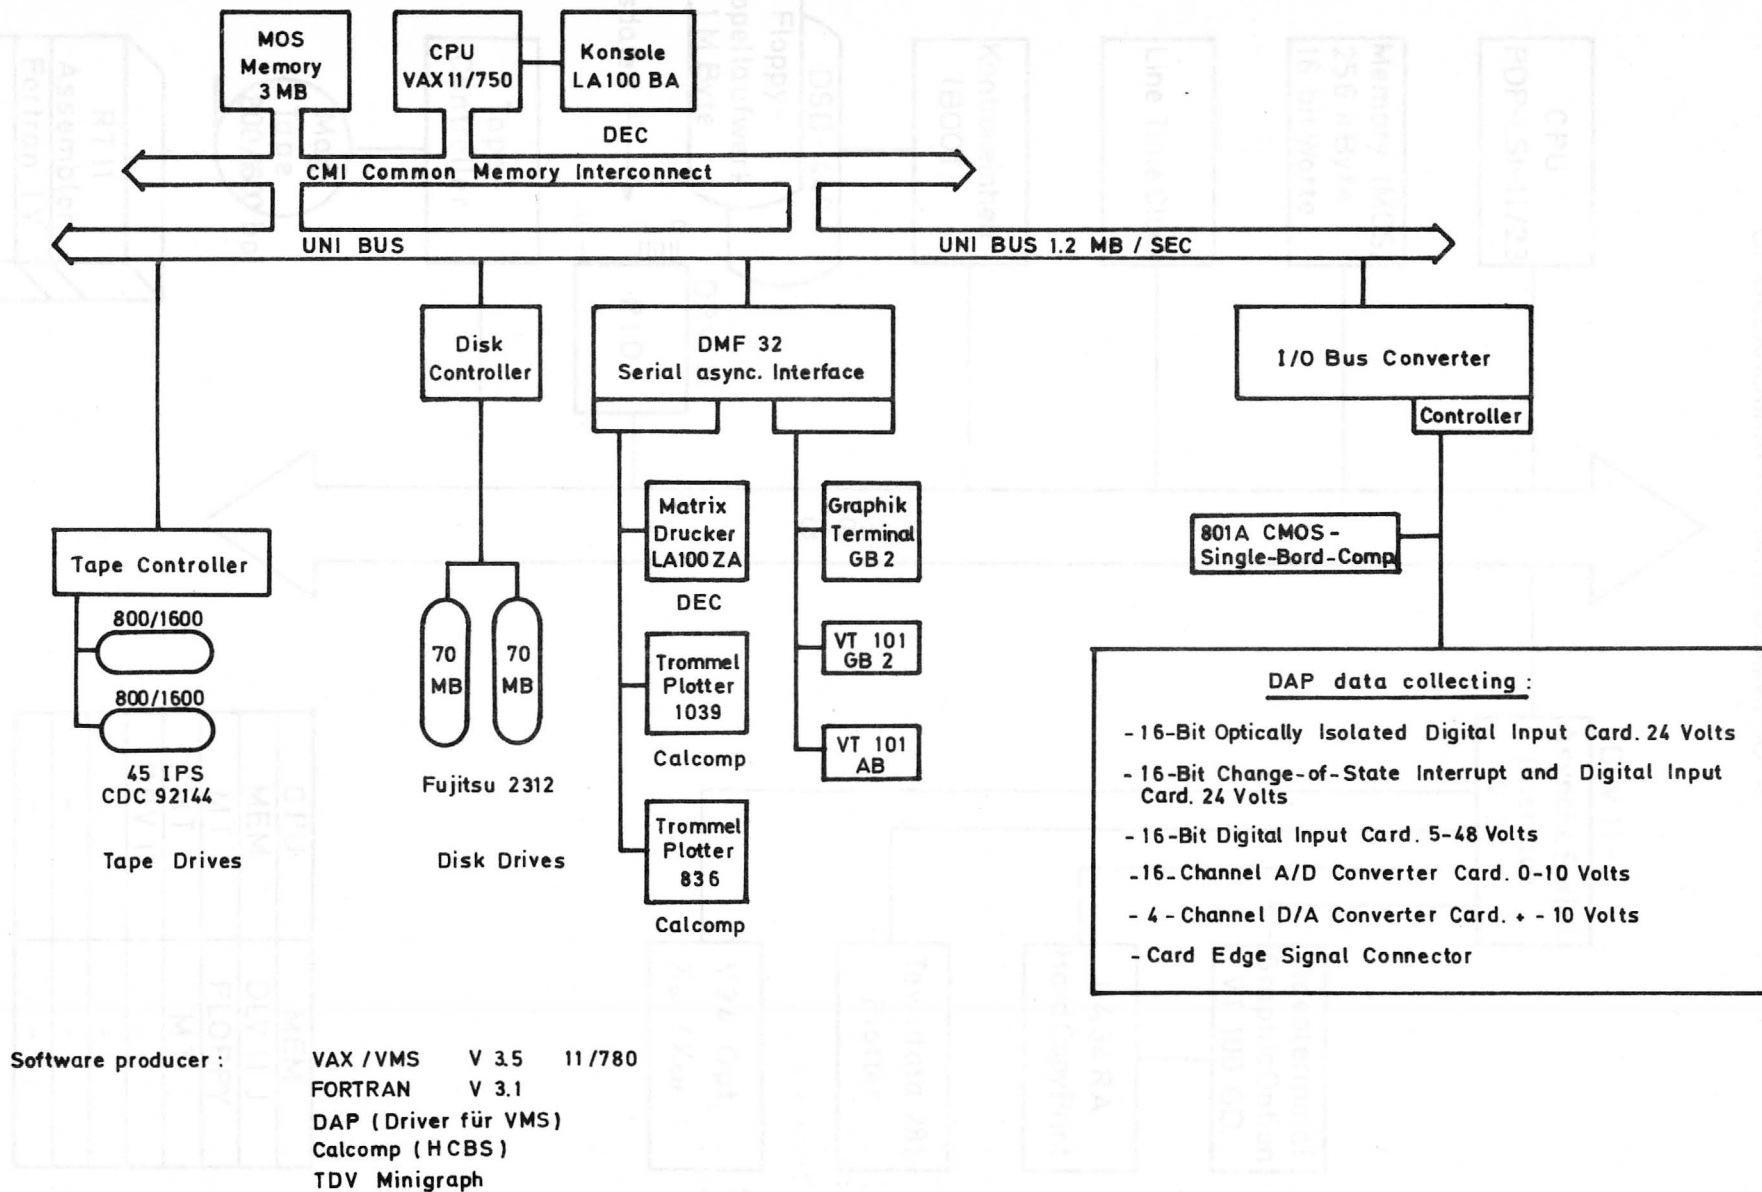 MOS
Memory
3 MB
CPU
VAX 11/750
Konsole
LA100 BA
DEC
CMI Common Memory Interconnect
UNI BUS
UNI BUS 1.2 MB / SEC
Disk
Controller
DMF 32
Serial async. Interface
I/O Bus Converter
Controller
Tape Controller
800/1600
800/1600
45 IPS
CDC 92144
Tape Drives
70
MB
70
MB
Fujitsu 2312
Disk Drives
Matrix
Drucker
LA100 ZA
DEC
Trommel
Plotter
1039
Calcomp
Trommel
Plotter
836
Calcomp
Graphik
Terminal
GB 2
VT 101
GB 2
VT 101
AB
801A CMOS -
Single-Bord-Comp
DAP data collecting :
- 16-Bit Optically Isolated Digital Input Card. 24 Volts
- 16-Bit Change-of-State Interrupt and Digital Input
Card. 24 Volts
- 16-Bit Digital Input Card. 5-48 Volts
- 16- Channel A/D Converter Card. 0-10 Volts
- 4 - Channel D/A Converter Card. + - 10 Volts
- Card Edge Signal Connector
Software producer : VAX / VMS V 3.5 11/780
FORTRAN V 3.1
DAP ( Driver für VMS )
Calcomp ( HCBS )
TDV Minigraph